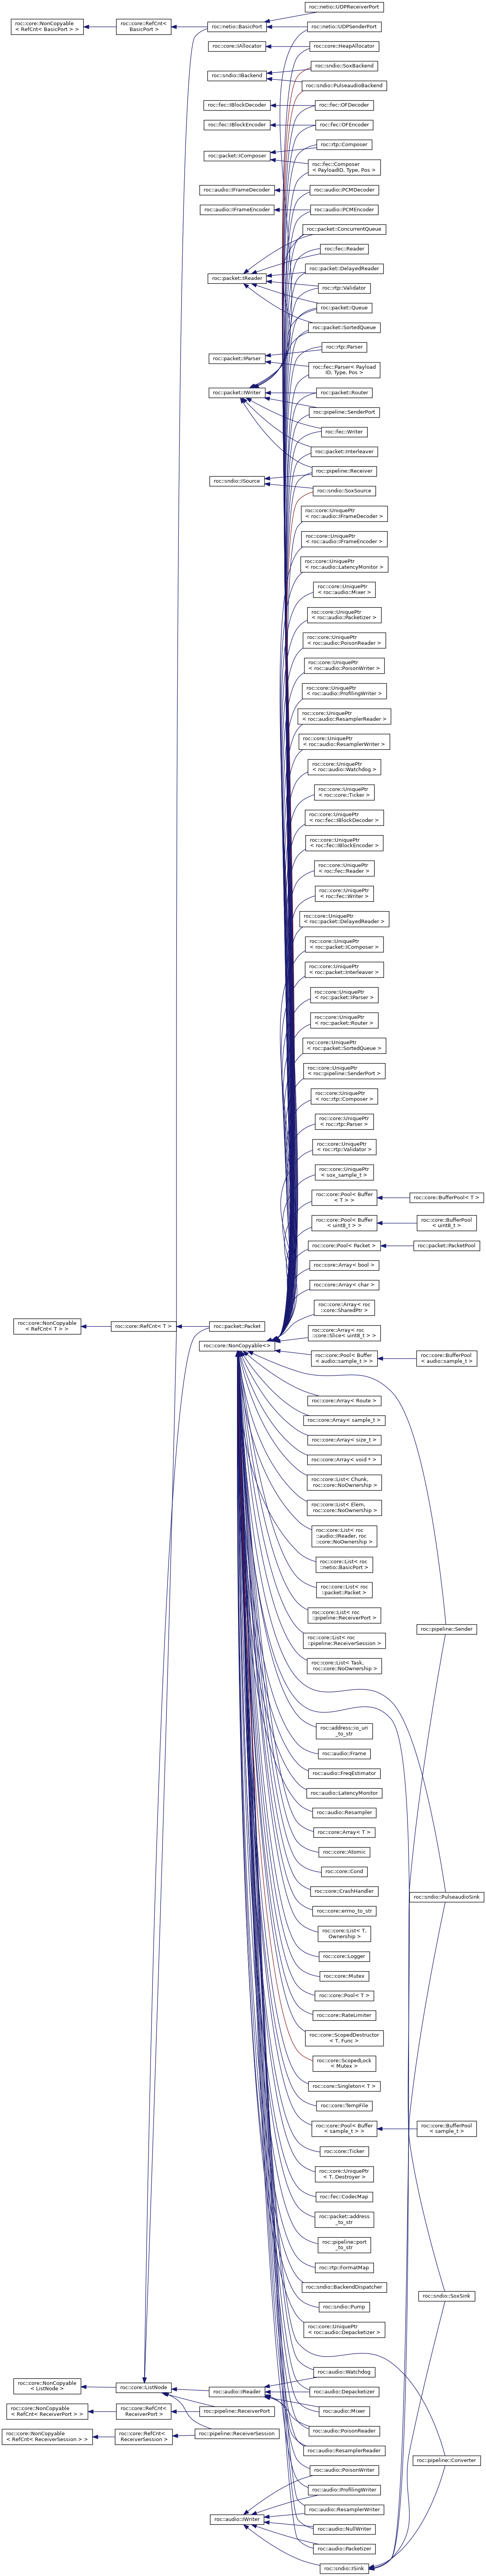 roc::netio::UDPReceiverPort
roc::core::NonCopyable
< RefCnt< BasicPort > >
roc::core::RefCnt<
BasicPort >
roc::netio::BasicPort
roc::netio::UDPSenderPort
roc::core::IAllocator
roc::core::HeapAllocator
roc::sndio::SoxBackend
roc::sndio::IBackend
roc::sndio::PulseaudioBackend
roc::fec::IBlockDecoder
roc::fec::OFDecoder
roc::fec::IBlockEncoder
roc::fec::OFEncoder
roc::rtp::Composer
roc::packet::IComposer
roc::fec::Composer
< PayloadID, Type, Pos >
roc::audio::IFrameDecoder
roc::audio::PCMDecoder
roc::audio::IFrameEncoder
roc::audio::PCMEncoder
roc::packet::ConcurrentQueue
roc::fec::Reader
roc::packet::DelayedReader
roc::packet::IReader
roc::rtp::Validator
roc::packet::Queue
roc::packet::SortedQueue
roc::rtp::Parser
roc::packet::IParser
roc::fec::Parser< Payload
ID, Type, Pos >
roc::packet::IWriter
roc::packet::Router
roc::pipeline::SenderPort
roc::fec::Writer
roc::packet::Interleaver
roc::pipeline::Receiver
roc::sndio::ISource
roc::sndio::SoxSource
roc::core::UniquePtr
< roc::audio::IFrameDecoder >
roc::core::UniquePtr
< roc::audio::IFrameEncoder >
roc::core::UniquePtr
< roc::audio::LatencyMonitor >
roc::core::UniquePtr
< roc::audio::Mixer >
roc::core::UniquePtr
< roc::audio::Packetizer >
roc::core::UniquePtr
< roc::audio::PoisonReader >
roc::core::UniquePtr
< roc::audio::PoisonWriter >
roc::core::UniquePtr
< roc::audio::ProfilingWriter >
roc::core::UniquePtr
< roc::audio::ResamplerReader >
roc::core::UniquePtr
< roc::audio::ResamplerWriter >
roc::core::UniquePtr
< roc::audio::Watchdog >
roc::core::UniquePtr
< roc::core::Ticker >
roc::core::UniquePtr
< roc::fec::IBlockDecoder >
roc::core::UniquePtr
< roc::fec::IBlockEncoder >
roc::core::UniquePtr
< roc::fec::Reader >
roc::core::UniquePtr
< roc::fec::Writer >
roc::core::UniquePtr
< roc::packet::DelayedReader >
roc::core::UniquePtr
< roc::packet::IComposer >
roc::core::UniquePtr
< roc::packet::Interleaver >
roc::core::UniquePtr
< roc::packet::IParser >
roc::core::UniquePtr
< roc::packet::Router >
roc::core::UniquePtr
< roc::packet::SortedQueue >
roc::core::UniquePtr
< roc::pipeline::SenderPort >
roc::core::UniquePtr
< roc::rtp::Composer >
roc::core::UniquePtr
< roc::rtp::Parser >
roc::core::UniquePtr
< roc::rtp::Validator >
roc::core::UniquePtr
< sox_sample_t >
roc::core::Pool< Buffer
< T > >
roc::core::BufferPool< T >
roc::core::Pool< Buffer
< uint8_t > >
roc::core::BufferPool
< uint8_t >
roc::core::Pool< Packet >
roc::packet::PacketPool
roc::core::Array< bool >
roc::core::Array< char >
roc::core::Array< roc
::core::SharedPtr >
roc::core::NonCopyable
< RefCnt< T > >
roc::core::RefCnt< T >
roc::packet::Packet
roc::core::Array< roc
::core::Slice< uint8_t > >
roc::core::NonCopyable<>
roc::core::Pool< Buffer
< audio::sample_t > >
roc::core::BufferPool
< audio::sample_t >
roc::core::Array< Route >
roc::core::Array< sample_t >
roc::core::Array< size_t >
roc::core::Array< void * >
roc::core::List< Chunk,
roc::core::NoOwnership >
roc::core::List< Elem,
roc::core::NoOwnership >
roc::core::List< roc
::audio::IReader, roc
::core::NoOwnership >
roc::core::List< roc
::netio::BasicPort >
roc::core::List< roc
::packet::Packet >
roc::core::List< roc
::pipeline::ReceiverPort >
roc::pipeline::Sender
roc::core::List< roc
::pipeline::ReceiverSession >
roc::core::List< Task,
roc::core::NoOwnership >
roc::address::io_uri
_to_str
roc::audio::Frame
roc::audio::FreqEstimator
roc::audio::LatencyMonitor
roc::audio::Resampler
roc::core::Array< T >
roc::core::Atomic
roc::core::Cond
roc::core::CrashHandler
roc::sndio::PulseaudioSink
roc::core::errno_to_str
roc::core::List< T,
Ownership >
roc::core::Logger
roc::core::Mutex
roc::core::Pool< T >
roc::core::RateLimiter
roc::core::ScopedDestructor
< T, Func >
roc::core::ScopedLock
< Mutex >
roc::core::Singleton< T >
roc::core::TempFile
roc::core::Pool< Buffer
< sample_t > >
roc::core::BufferPool
< sample_t >
roc::core::Ticker
roc::core::UniquePtr
< T, Destroyer >
roc::fec::CodecMap
roc::packet::address
_to_str
roc::pipeline::port
_to_str
roc::rtp::FormatMap
roc::sndio::BackendDispatcher
roc::sndio::SoxSink
roc::sndio::Pump
roc::core::UniquePtr
< roc::audio::Depacketizer >
roc::audio::Watchdog
roc::core::NonCopyable
< ListNode >
roc::core::ListNode
roc::audio::IReader
roc::audio::Depacketizer
roc::core::NonCopyable
< RefCnt< ReceiverPort > >
roc::core::RefCnt<
ReceiverPort >
roc::pipeline::ReceiverPort
roc::audio::Mixer
roc::core::NonCopyable
< RefCnt< ReceiverSession > >
roc::core::RefCnt<
ReceiverSession >
roc::pipeline::ReceiverSession
roc::audio::PoisonReader
roc::audio::ResamplerReader
roc::pipeline::Converter
roc::audio::PoisonWriter
roc::audio::ProfilingWriter
roc::audio::ResamplerWriter
roc::audio::IWriter
roc::audio::NullWriter
roc::audio::Packetizer
roc::sndio::ISink